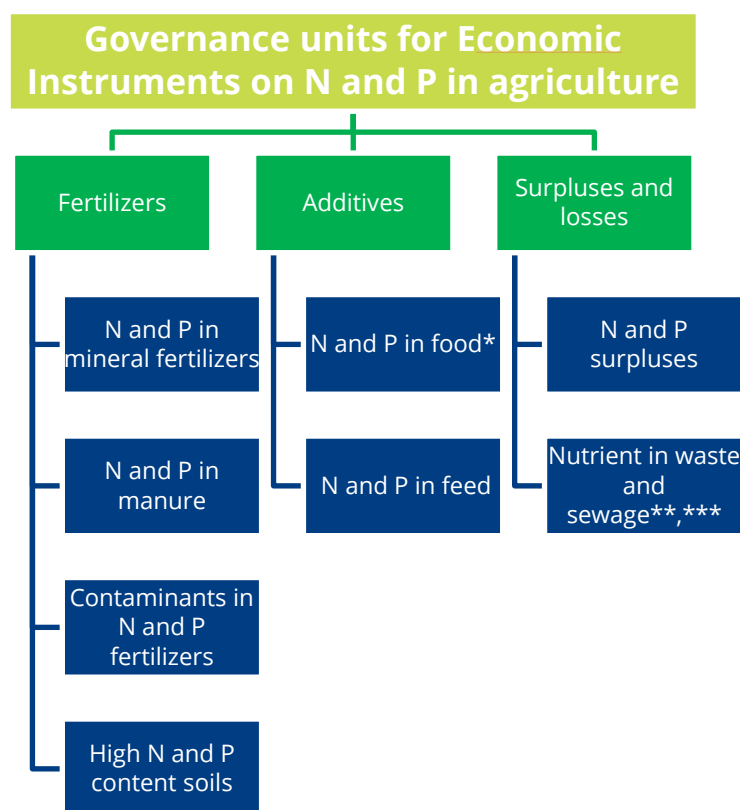 Governance units for Economic
Instruments on N and P in agriculture
Fertilizers
Additives
Surpluses and
losses
N and P in
mineral fertilizers
N and P in food*
N and P
surpluses
N and P in
manure
N and P in feed
Nutrient in waste
and
sewage**,***
Contaminants in
N and P
fertilizers
High N and P
content soils